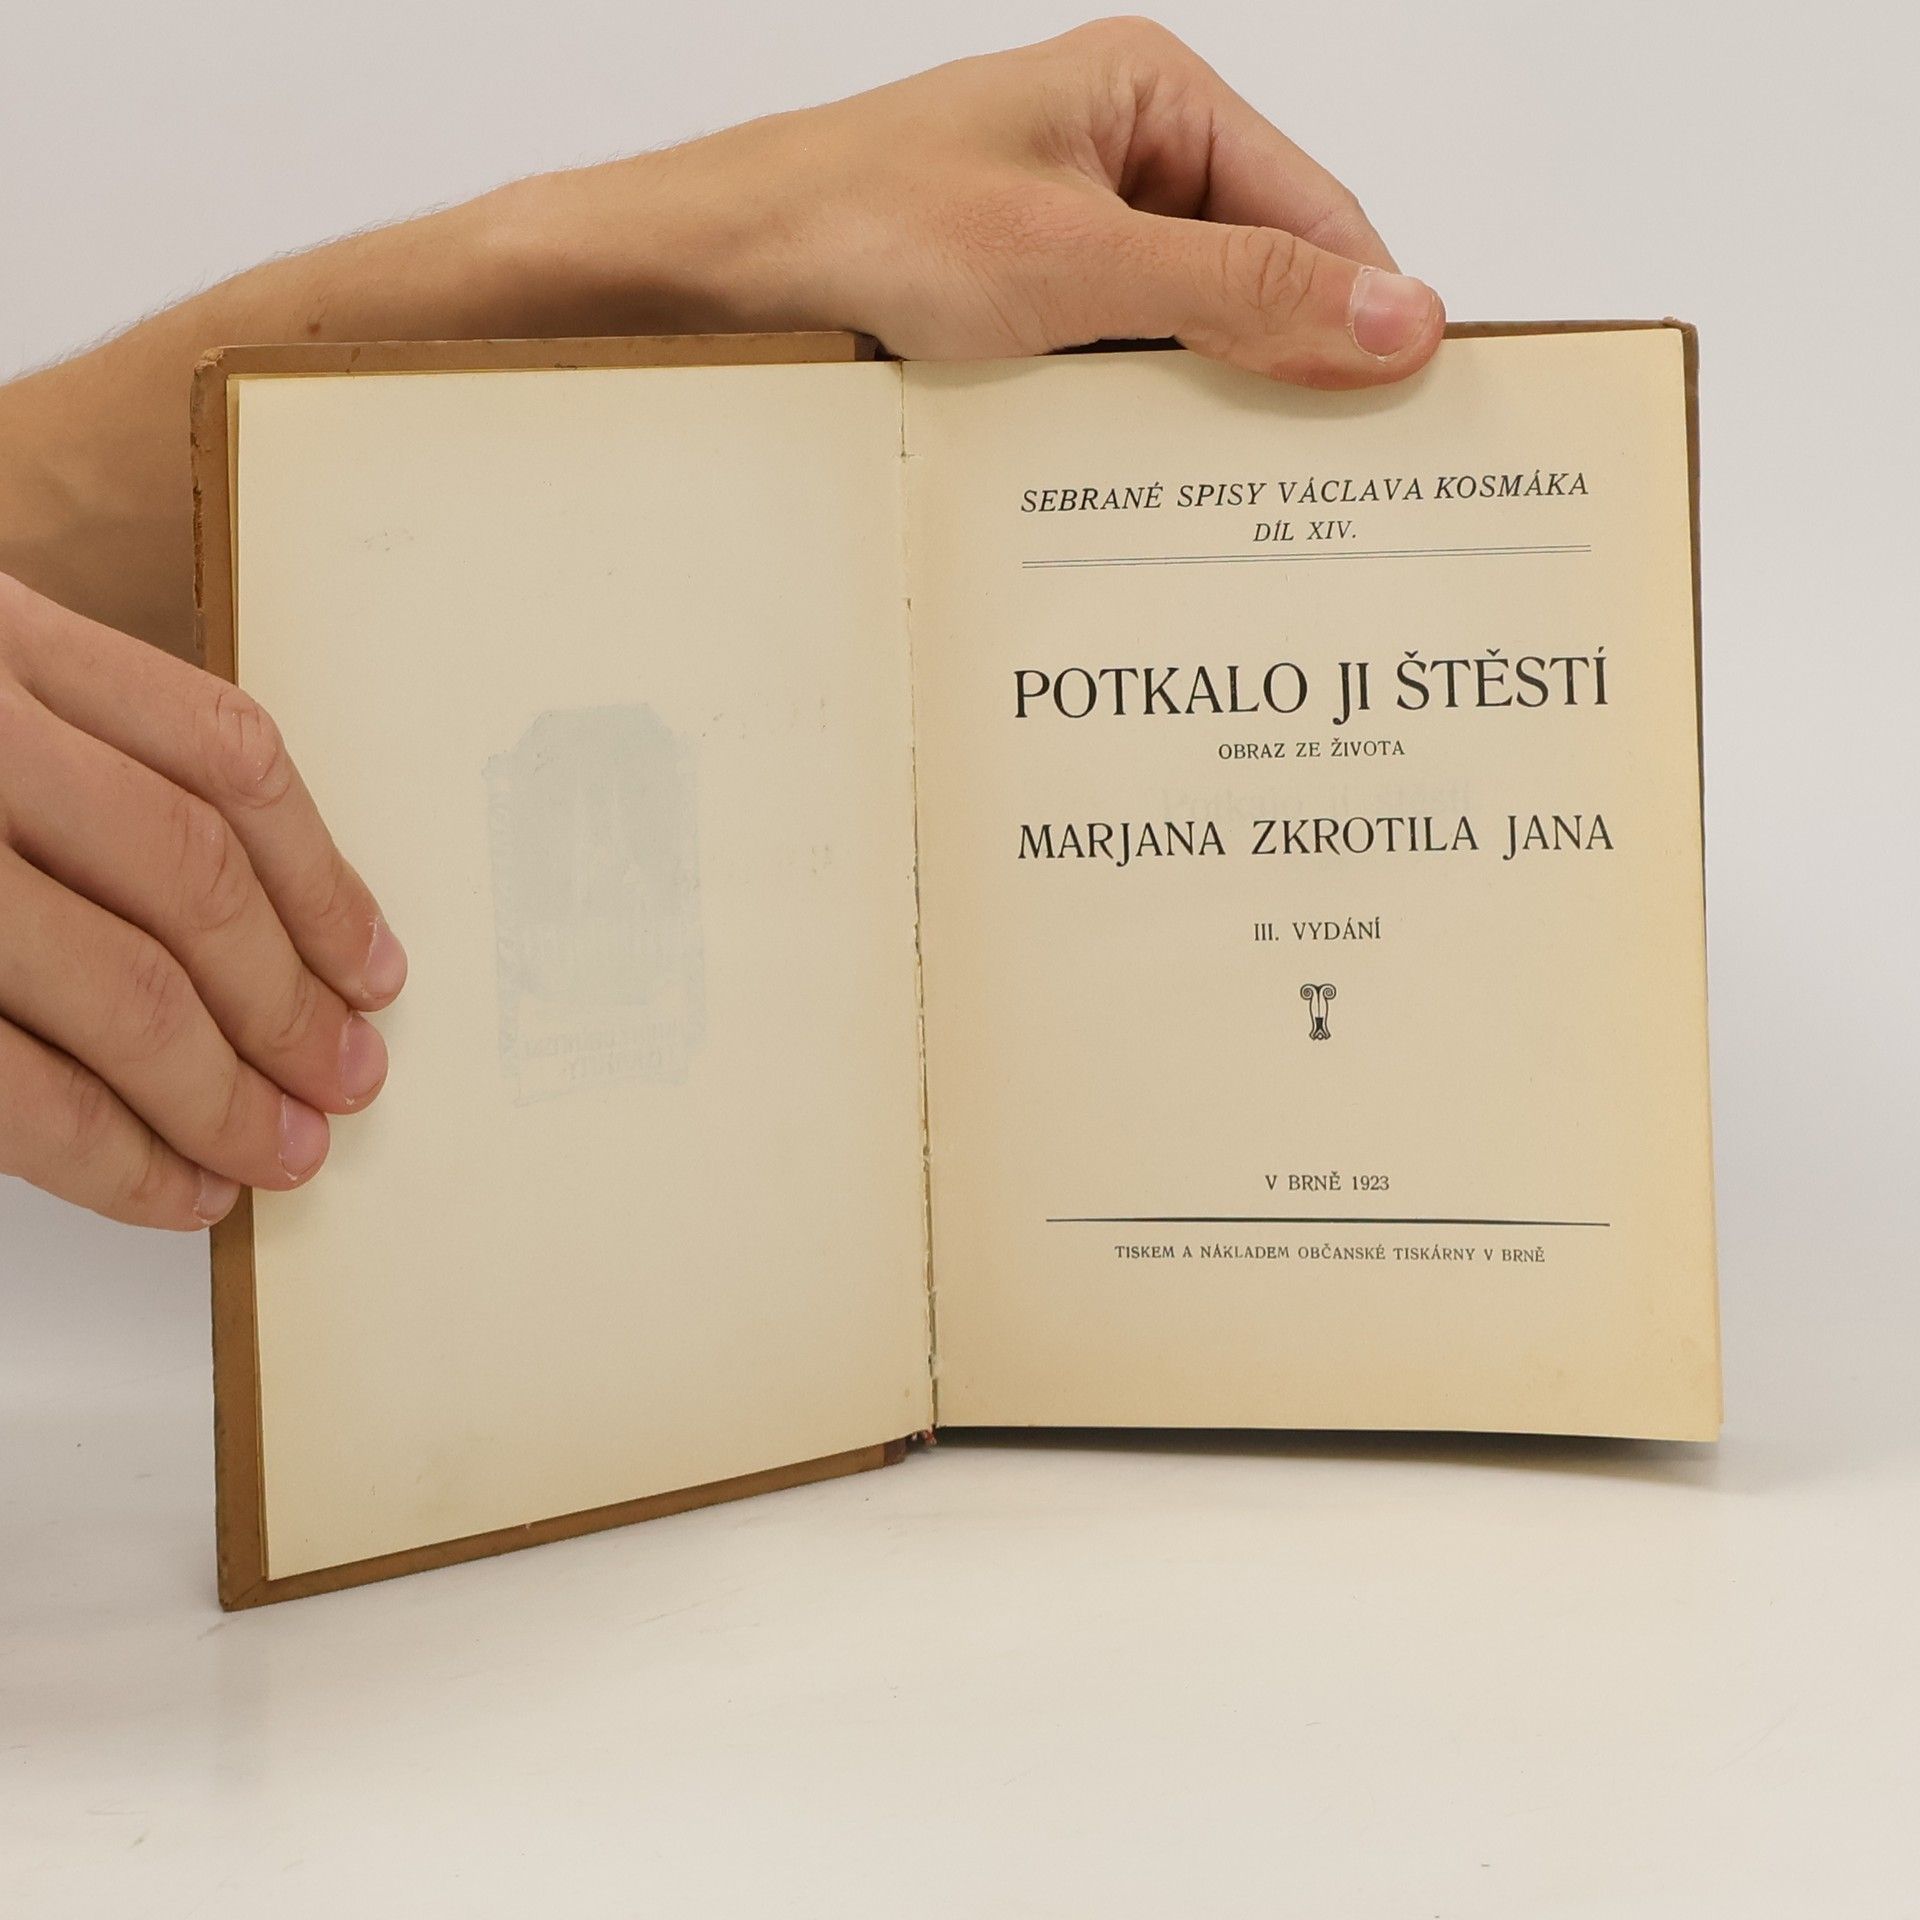 SEBRANÉ SPISY VÁCLAVA KOSMÁKA
DÍL XIV.
POTKALO JI ŠTĚSTÍ
OBRAZ ZE ŽIVOTA
MARJANA ZKROTILA JANA
III. VYDÁNÍ
V BRNĚ 1923
TISKEM A NÁKLADEM OBČANSKÉ TISKÁRNY V BRNĚ